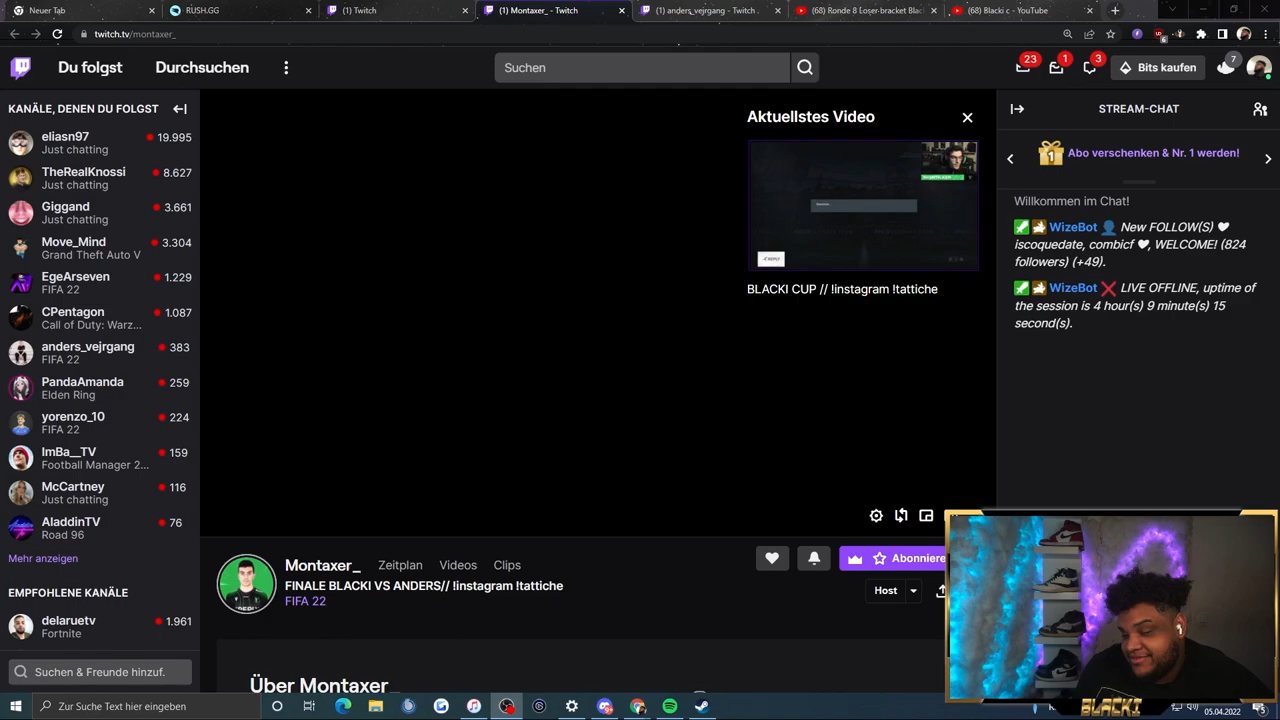 Neuer Tab
RUSH.GG
(1) Twitch
(1) Montaxer_ - Twitch
(1) anders_vejrgang - Twitch
(68) Ronde 8 Loser-bracket Blac
(68) Blacki c - YouTube
twitch.tv/montaxer_
Du folgst
Durchsuchen
Suchen
23
1
3
Bits kaufen
7
KANÄLE, DENEN DU FOLGST
eliasn97 19.995
Just chatting
TheRealKnossi 8.627
Just chatting
Giggand 3.661
Just chatting
Move_Mind 3.304
Grand Theft Auto V
EgeArseven 1.229
FIFA 22
CPentagon 1.087
Call of Duty: Warz...
anders_vejrgang 383
FIFA 22
PandaAmanda 259
Elden Ring
yorenzo_10 224
FIFA 22
ImBa__TV 159
Football Manager 2...
McCartney 116
Just chatting
AladdinTV 76
Road 96
Mehr anzeigen
EMPFOHLENE KANÄLE
delaruetv 1.961
Fortnite
Suchen & Freunde hinzuf.
Aktuellstes Video
REPLY
BLACKI CUP // !instagram !tattiche
Montaxer_ Zeitplan Videos Clips
FINALE BLACKI VS ANDERS// !instagram !tattiche
FIFA 22
Abonniere
Host
Über Montaxer_
STREAM-CHAT
1
Abo verschenken & Nr. 1 werden!
Willkommen im Chat!
WizeBot New FOLLOW(S)
iscoquedate, combicf, WELCOME! (824
followers) (+49).
WizeBot LIVE OFFLINE, uptime of
the session is 4 hour(s) 9 minute(s) 15
second(s).
BLACKI
Zur Suche Text hier eingeben
05.04.2022